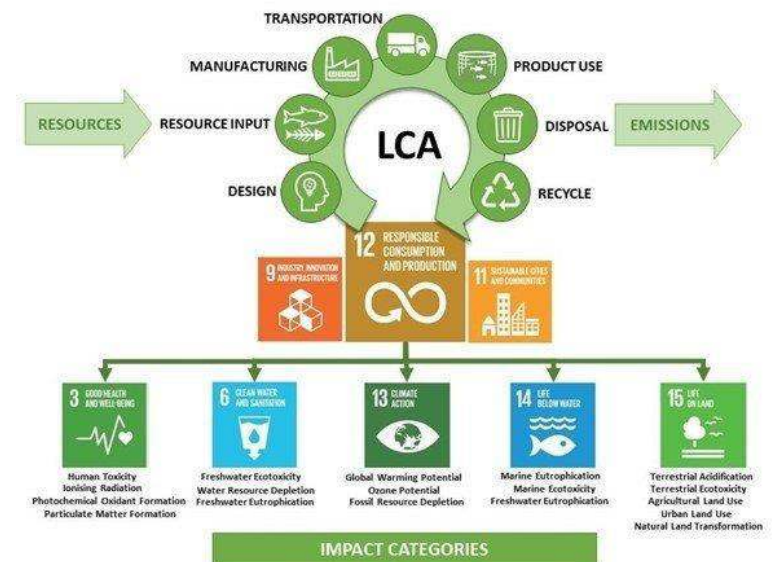 TRANSPORTATION
MANUFACTURING
PRODUCT USE
RESOURCES
RESOURCE INPUT
LCA
DISPOSAL
EMISSIONS
DESIGN
RECYCLE
12 RESPONSIBLE
CONSUMPTION
AND PRODUCTION
9 INDUSTRY, INNOVATION
AND INFRASTRUCTURE
11 SUSTAINABLE CITIES
AND COMMUNITIES
3 GOOD HEALTH
AND WELL-BEING
6 CLEAN WATER
AND SANITATION
13 CLIMATE
ACTION
14 LIFE
BELOW WATER
15 LIFE
ON LAND
Human Toxicity
Ionising Radiation
Photochemical Oxidant Formation
Particulate Matter Formation
Freshwater Ecotoxicity
Water Resource Depletion
Freshwater Eutrophication
Global Warming Potential
Ozone Potential
Fossil Resource Depletion
Marine Eutrophication
Marine Ecotoxicity
Freshwater Eutrophication
Terrestrial Acidification
Terrestrial Ecotoxicity
Agricultural Land Use
Urban Land Use
Natural Land Transformation
IMPACT CATEGORIES